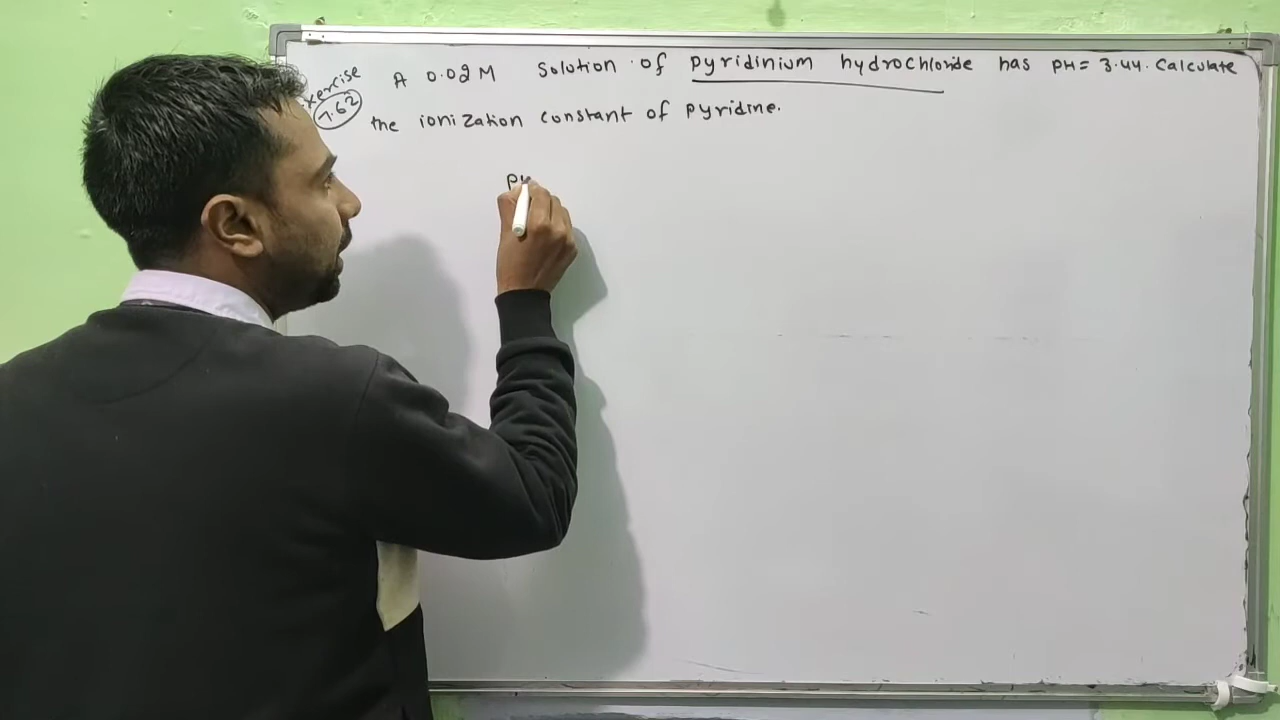 A 0.02M Solution of pyridinium hydrochloride has PH= 3.44. Calculate
the ionization constant of pyridine.
7.62
PH